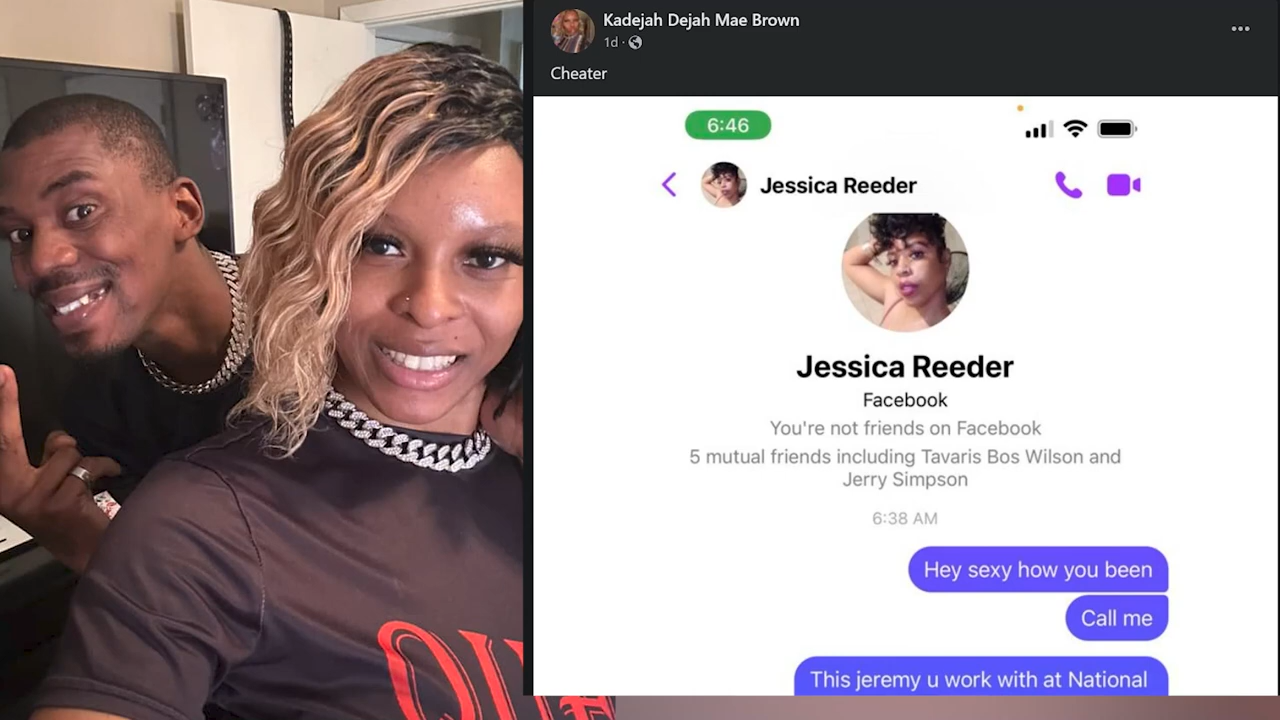 Kadejah Dejah Mae Brown
1d ·
Cheater
6:46
Jessica Reeder
Jessica Reeder
Facebook
You're not friends on Facebook
5 mutual friends including Tavaris Bos Wilson and
Jerry Simpson
6:38 AM
Hey sexy how you been
Call me
This jeremy u work with at National